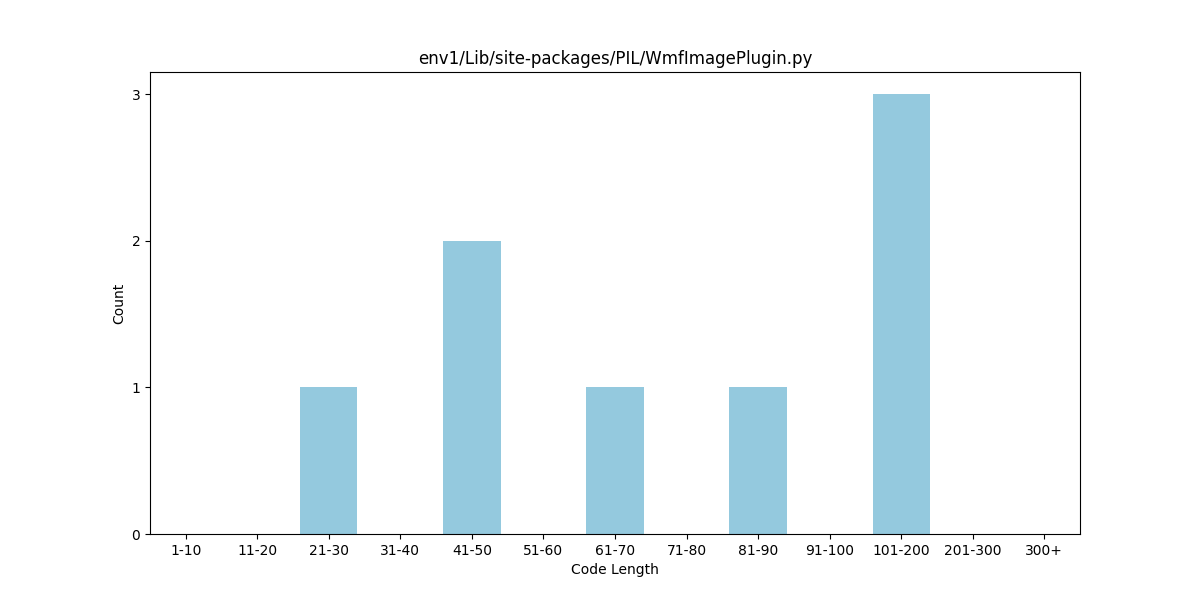 env1/Lib/site-packages/PIL/WmfImagePlugin.py
Count
3
2
1
0
1-10 11-20 21-30 31-40 41-50 51-60 61-70 71-80 81-90 91-100 101-200 201-300 300+
Code Length